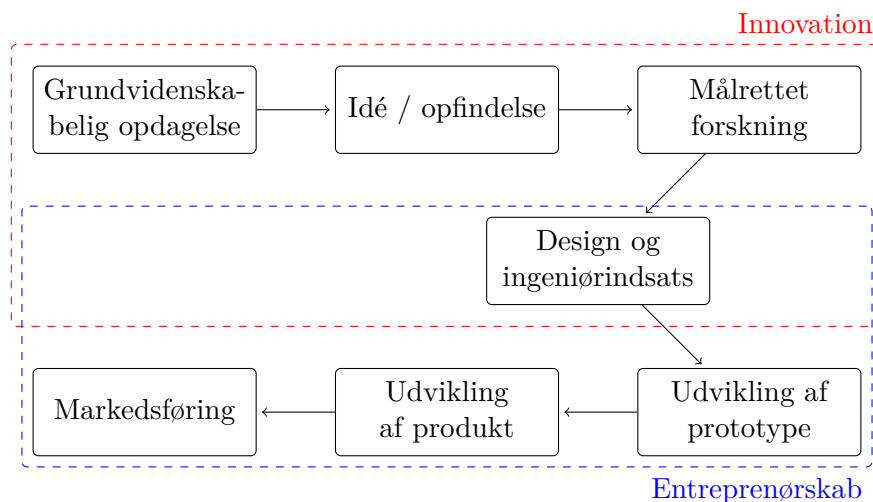 Innovation
Grundvidenska-
belig opdagelse
Idé / opfindelse
Målrettet
forskning
Design og
ingeniørindsats
Markedsføring
Udvikling
af produkt
Udvikling af
prototype
Entreprenørskab